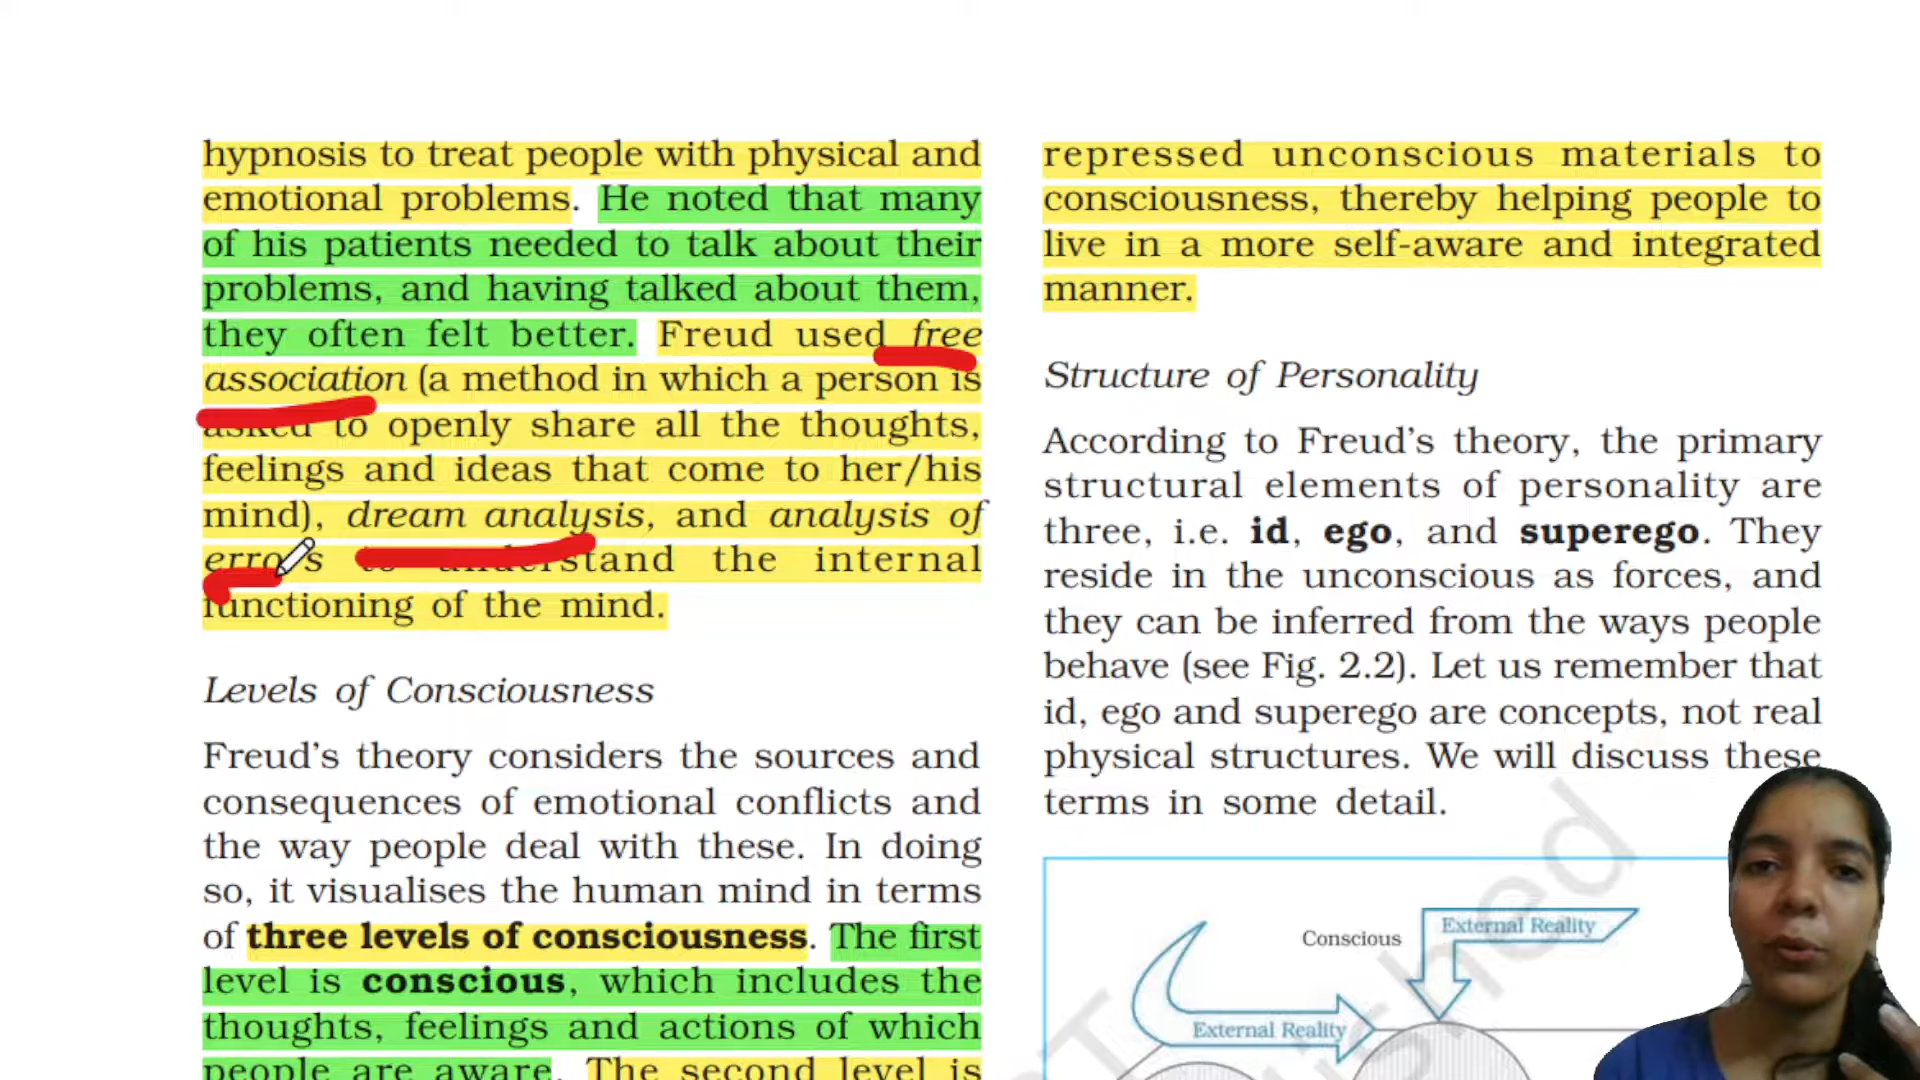 hypnosis to treat people with physical and
emotional problems. He noted that many
of his patients needed to talk about their
problems, and having talked about them,
they often felt better. Freud used free
association (a method in which a person is
asked to openly share all the thoughts,
feelings and ideas that come to her/his
mind), dream analysis, and analysis of
errors to understand the internal
functioning of the mind.
Levels of Consciousness
Freud's theory considers the sources and
consequences of emotional conflicts and
the way people deal with these. In doing
so, it visualises the human mind in terms
of three levels of consciousness. The first
level is conscious, which includes the
thoughts, feelings and actions of which
people are aware. The second level is
repressed unconscious materials to
consciousness, thereby helping people to
live in a more self-aware and integrated
manner.
Structure of Personality
According to Freud's theory, the primary
structural elements of personality are
three, i.e. id, ego, and superego. They
reside in the unconscious as forces, and
they can be inferred from the ways people
behave (see Fig. 2.2). Let us remember that
id, ego and superego are concepts, not real
physical structures. We will discuss these
terms in some detail.
External Reality
Conscious
External Reality